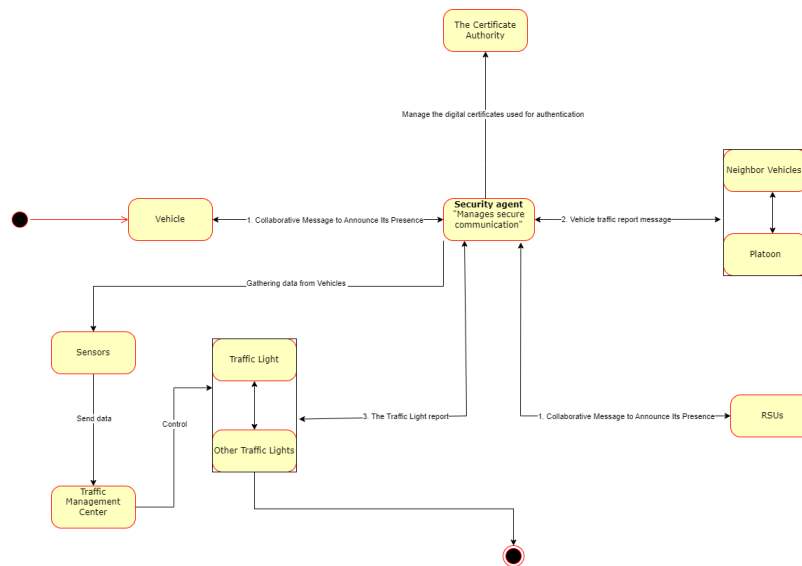 The Certificate
Authority
Manage the digital certificates used for authentication
Neighbor Vehicles
Security agent
"Manages secure
communication"
Vehicle
1. Collaborative Message to Announce Its Presence
2. Vehicle traffic report message
Platoon
Gathering data from Vehicles
Sensors
Traffic Light
Send data
Control
3. The Traffic Light report
1. Collaborative Message to Announce Its Presence
RSUs
Other Traffic Lights
Traffic
Management
Center